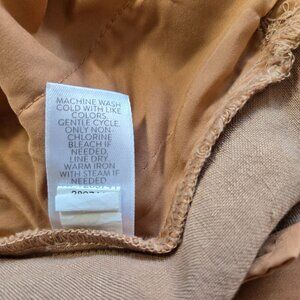 MACHINE WASH
COLD WITH LIKE
COLORS,
GENTLE CYCLE.
ONLY NON-
CHLORINE
BLEACH IF
NEEDED.
LINE DRY.
WARM IRON
WITH STEAM IF
NEEDED